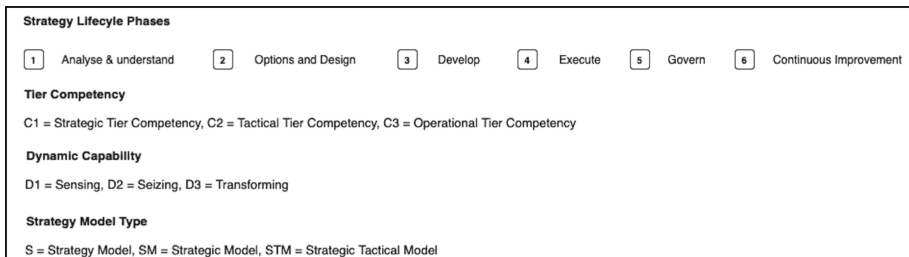 Strategy Lifecyle Phases
1 Analyse & understand 2 Options and Design 3 Develop 4 Execute 5 Govern 6 Continuous Improvement
Tier Competency
C1 = Strategic Tier Competency, C2 = Tactical Tier Competency, C3 = Operational Tier Competency
Dynamic Capability
D1 = Sensing, D2 = Seizing, D3 = Transforming
Strategy Model Type
S = Strategy Model, SM = Strategic Model, STM = Strategic Tactical Model